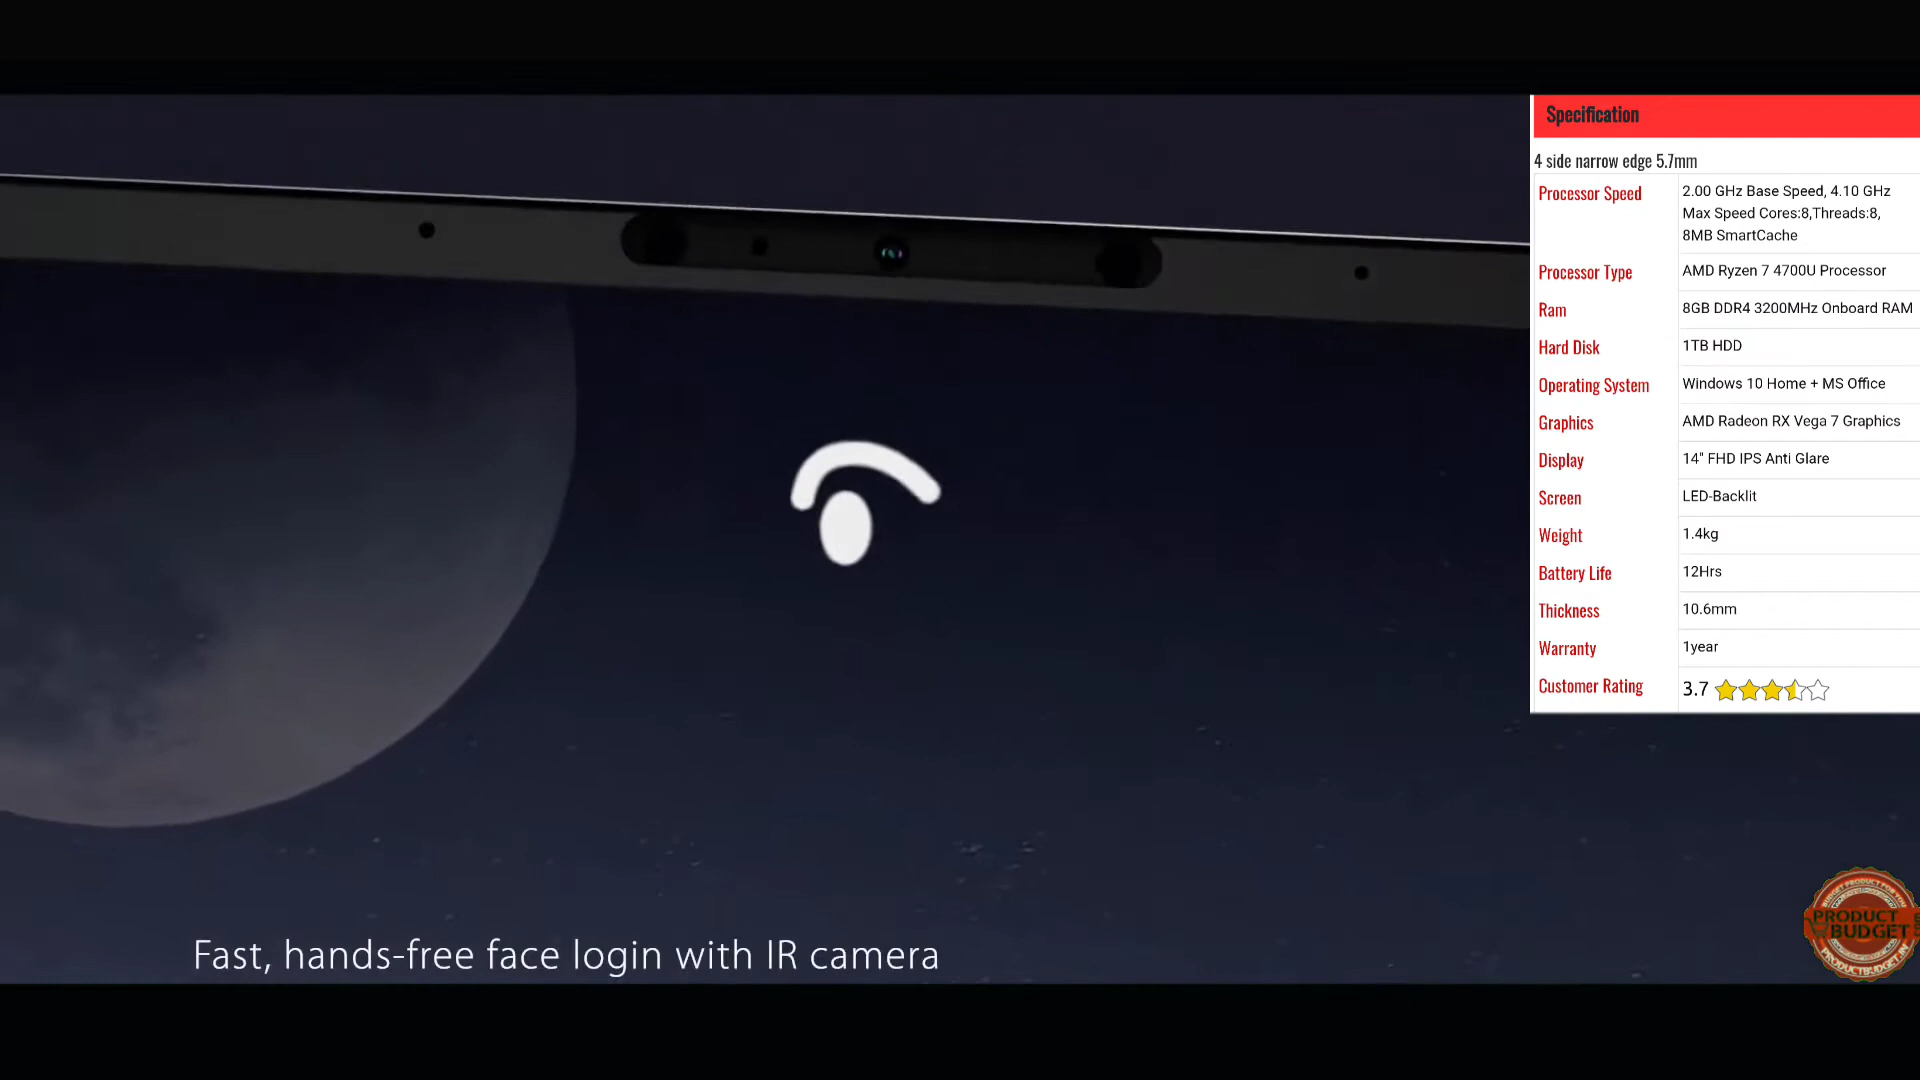 Specification
4 side narrow edge 5.7mm
Processor Speed
2.00 GHz Base Speed, 4.10 GHz
Max Speed Cores:8,Threads:8,
8MB SmartCache
Processor Type
AMD Ryzen 7 4700U Processor
Ram
8GB DDR4 3200MHz Onboard RAM
Hard Disk
1TB HDD
Operating System
Windows 10 Home + MS Office
Graphics
AMD Radeon RX Vega 7 Graphics
Display
14" FHD IPS Anti Glare
Screen
LED-Backlit
Weight
1.4kg
Battery Life
12Hrs
Thickness
10.6mm
Warranty
1year
Customer Rating
3.7
Fast, hands-free face login with IR camera
PRODUCT
BUDGET
PRODUCTBUDGET.IN